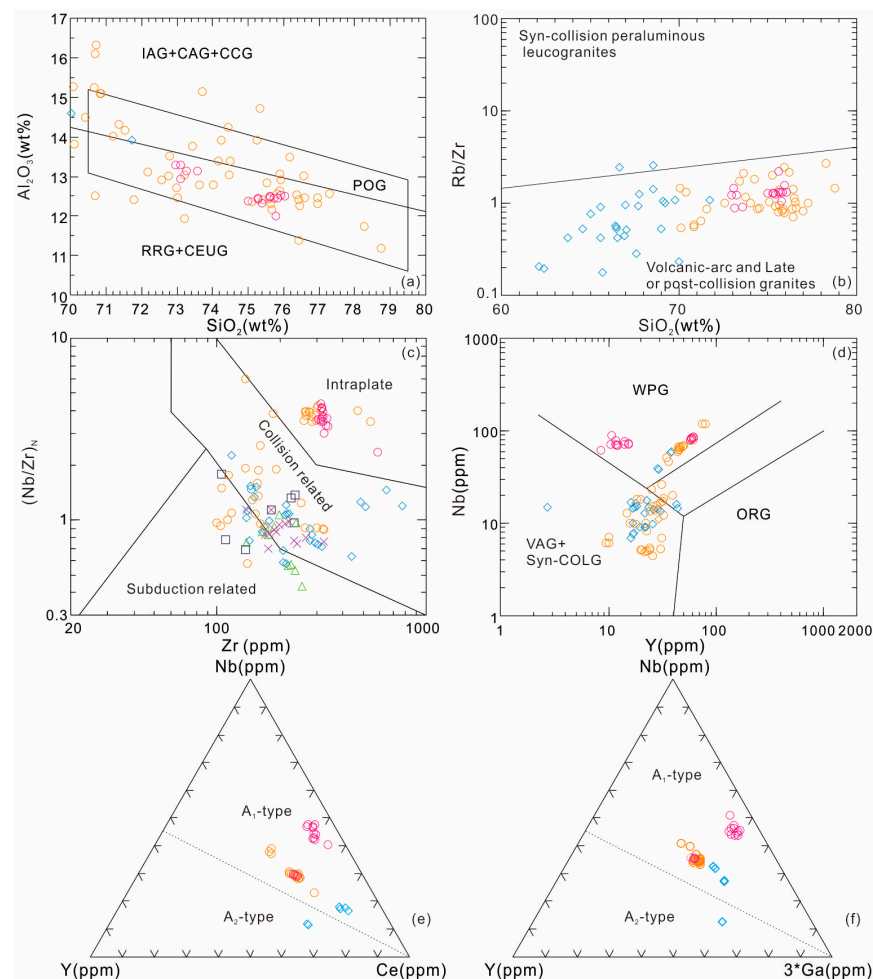 17
IAG+CAG+CCG
16
15
14
13
12
11
10
Al2O3(wt%)
POG
RRG+CEUG
(a)
70 71 72 73 74 75 76 77 78 79 80
SiO2(wt%)
100
Syn-collision peraluminous
leucogranites
10
1
0.1
Rb/Zr
Volcanic-arc and Late
or post-collision granites
(b)
60 70 80
SiO2(wt%)
10
(c)
Intraplate
Collision related
(Nb/Zr)N
1
Subduction related
0.3
20 100 1000
Zr (ppm)
1000
(d)
WPG
100
Nb(ppm)
10
ORG
VAG+
Syn-COLG
1
1 10 100 1000 2000
Y(ppm)
Nb(ppm)
A1-type
A2-type
(e)
Y(ppm) Ce(ppm)
Nb(ppm)
A1-type
A2-type
(f)
Y(ppm) 3*Ga(ppm)